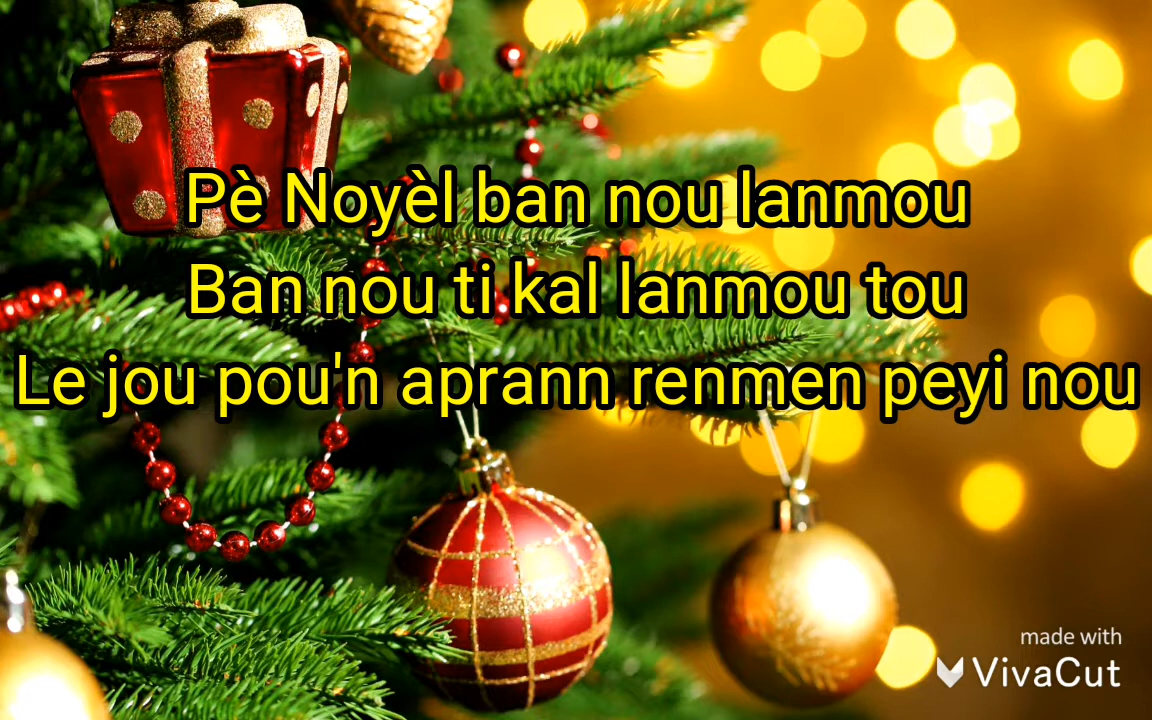 Pè Noyèl ban nou lanmou
Ban nou ti kal lanmou tou
Le jou pou'n aprann renmen peyi nou
made with
VivaCut